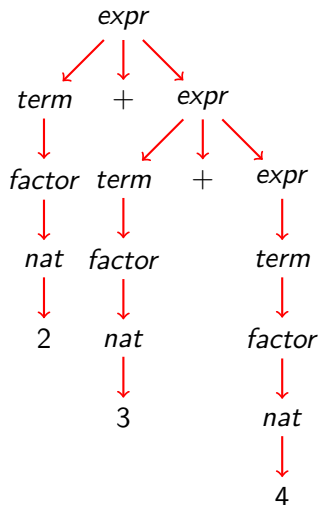 expr
term + expr
factor term + expr
nat factor term
2 nat factor
3 nat
4